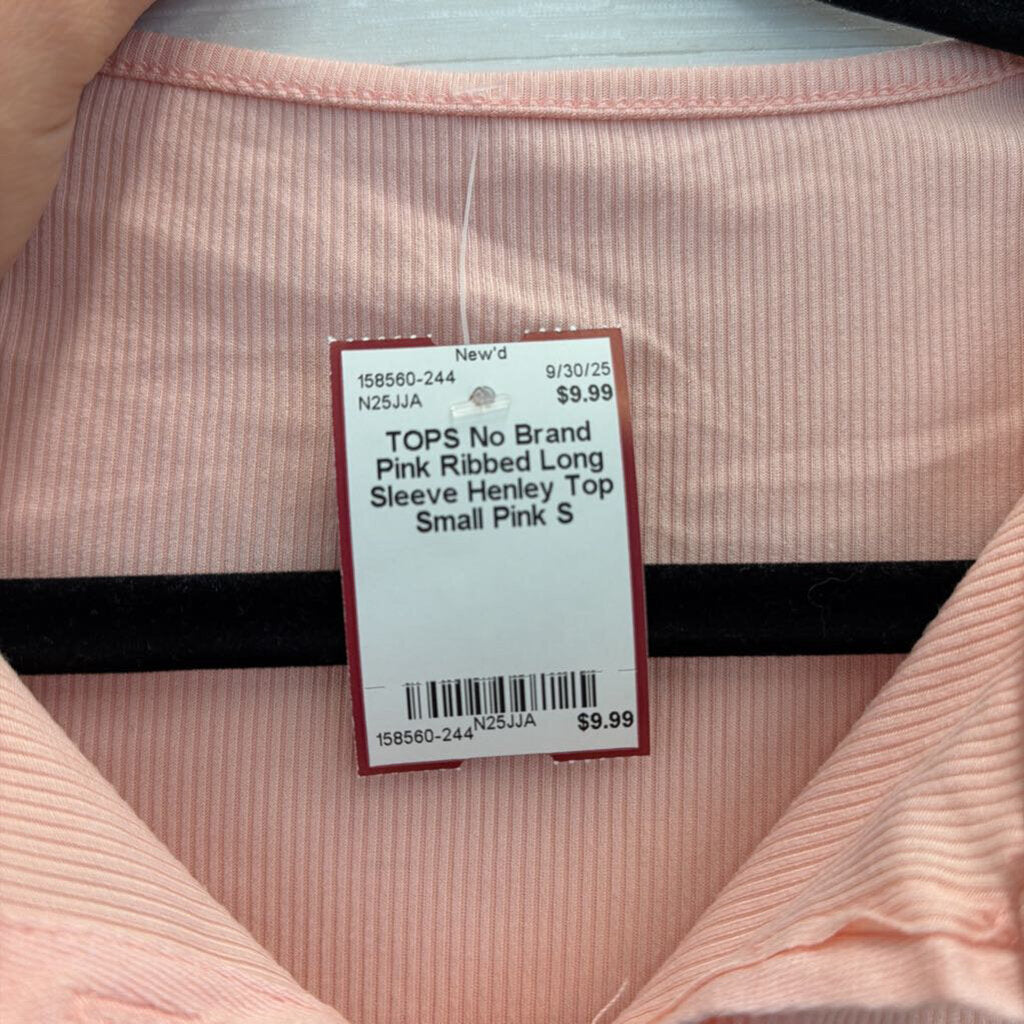 New'd
158560-244 9/30/25
N25JJA $9.99
TOPS No Brand
Pink Ribbed Long
Sleeve Henley Top
Small Pink S
158560-244 N25JJA $9.99